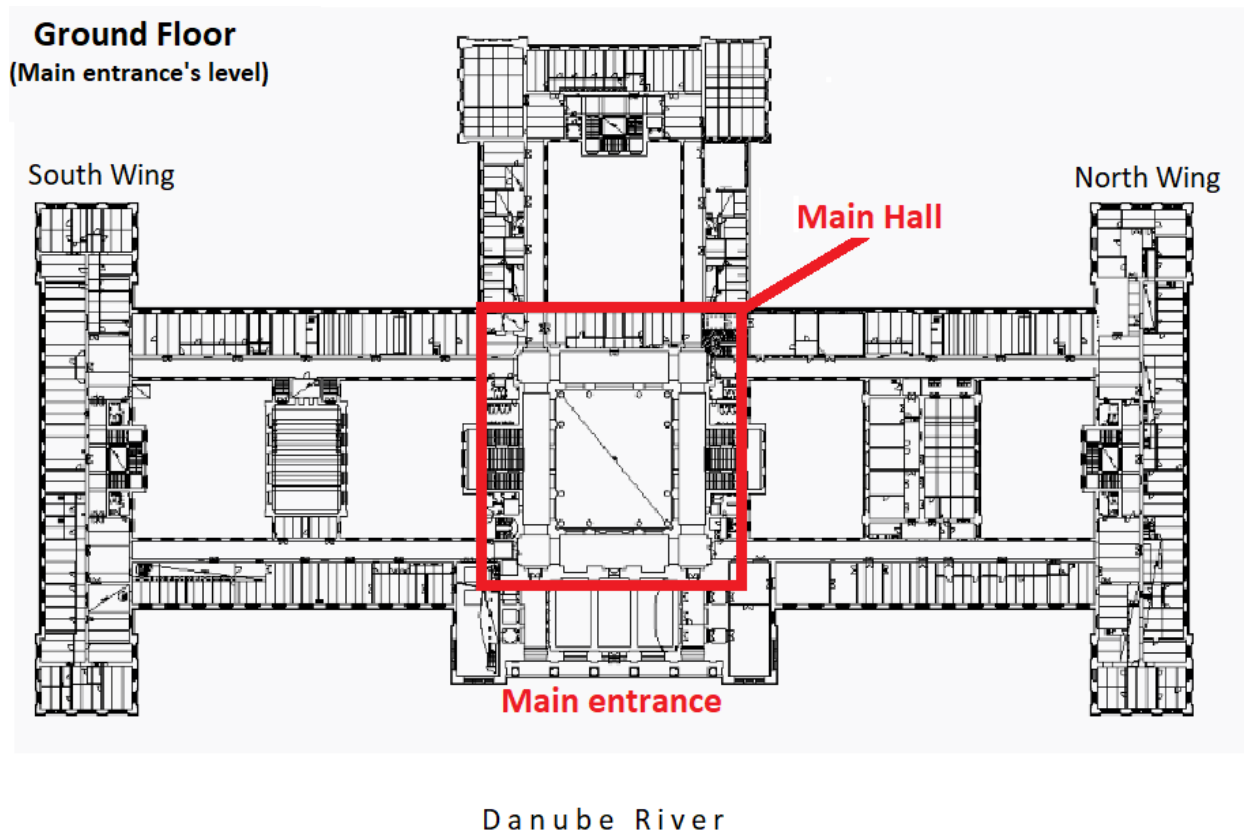 Ground Floor
(Main entrance's level)
South Wing
North Wing
Main Hall
Main entrance
Danube River